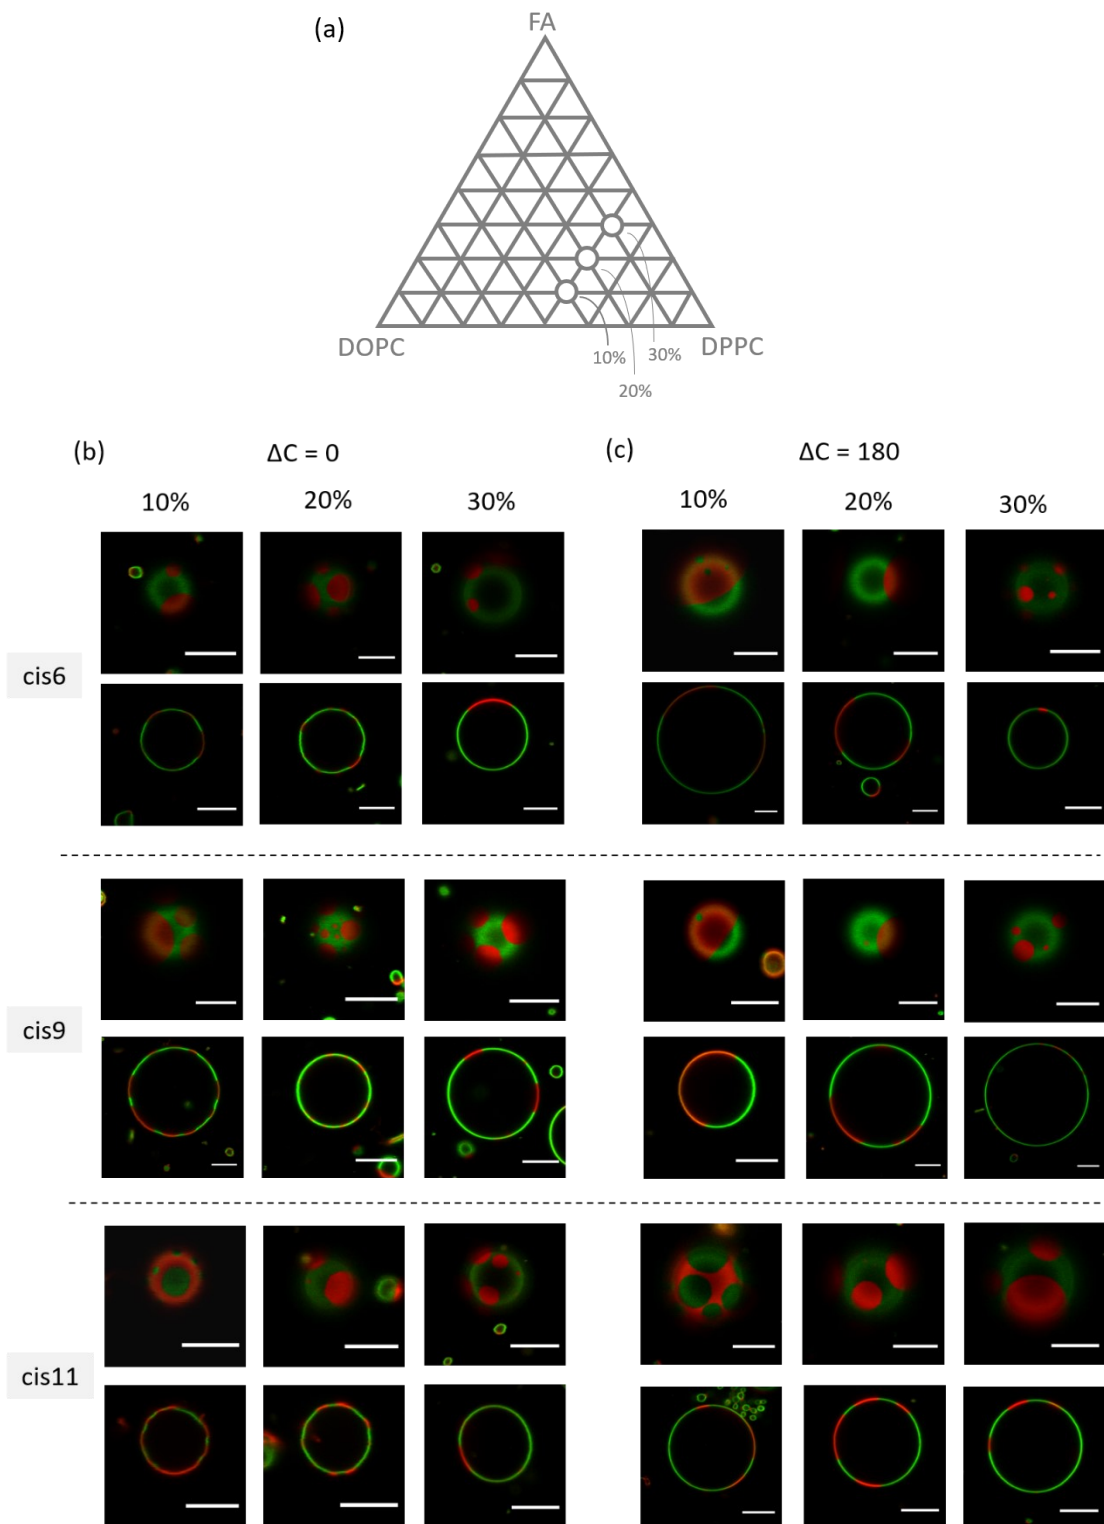 (a)
FA
DOPC
DPPC
10%
30%
20%
(b)
ΔC = 0
(c)
ΔC = 180
10%
20%
30%
10%
20%
30%
cis6
cis9
cis11